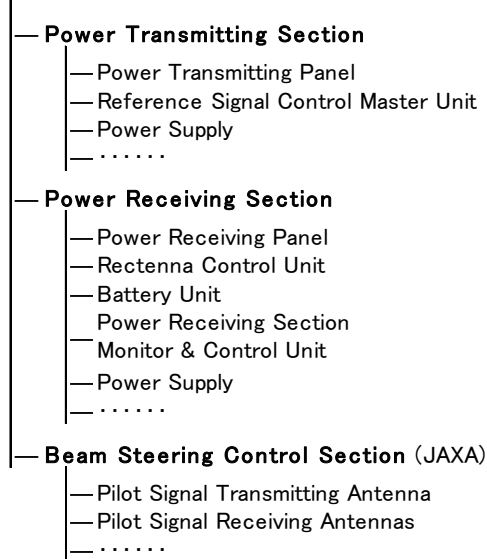 Power Transmitting Section
Power Transmitting Panel
Reference Signal Control Master Unit
Power Supply
・・・・・・
Power Receiving Section
Power Receiving Panel
Rectenna Control Unit
Battery Unit
Power Receiving Section
Monitor & Control Unit
Power Supply
・・・・・・
Beam Steering Control Section (JAXA)
Pilot Signal Transmitting Antenna
Pilot Signal Receiving Antennas
・・・・・・